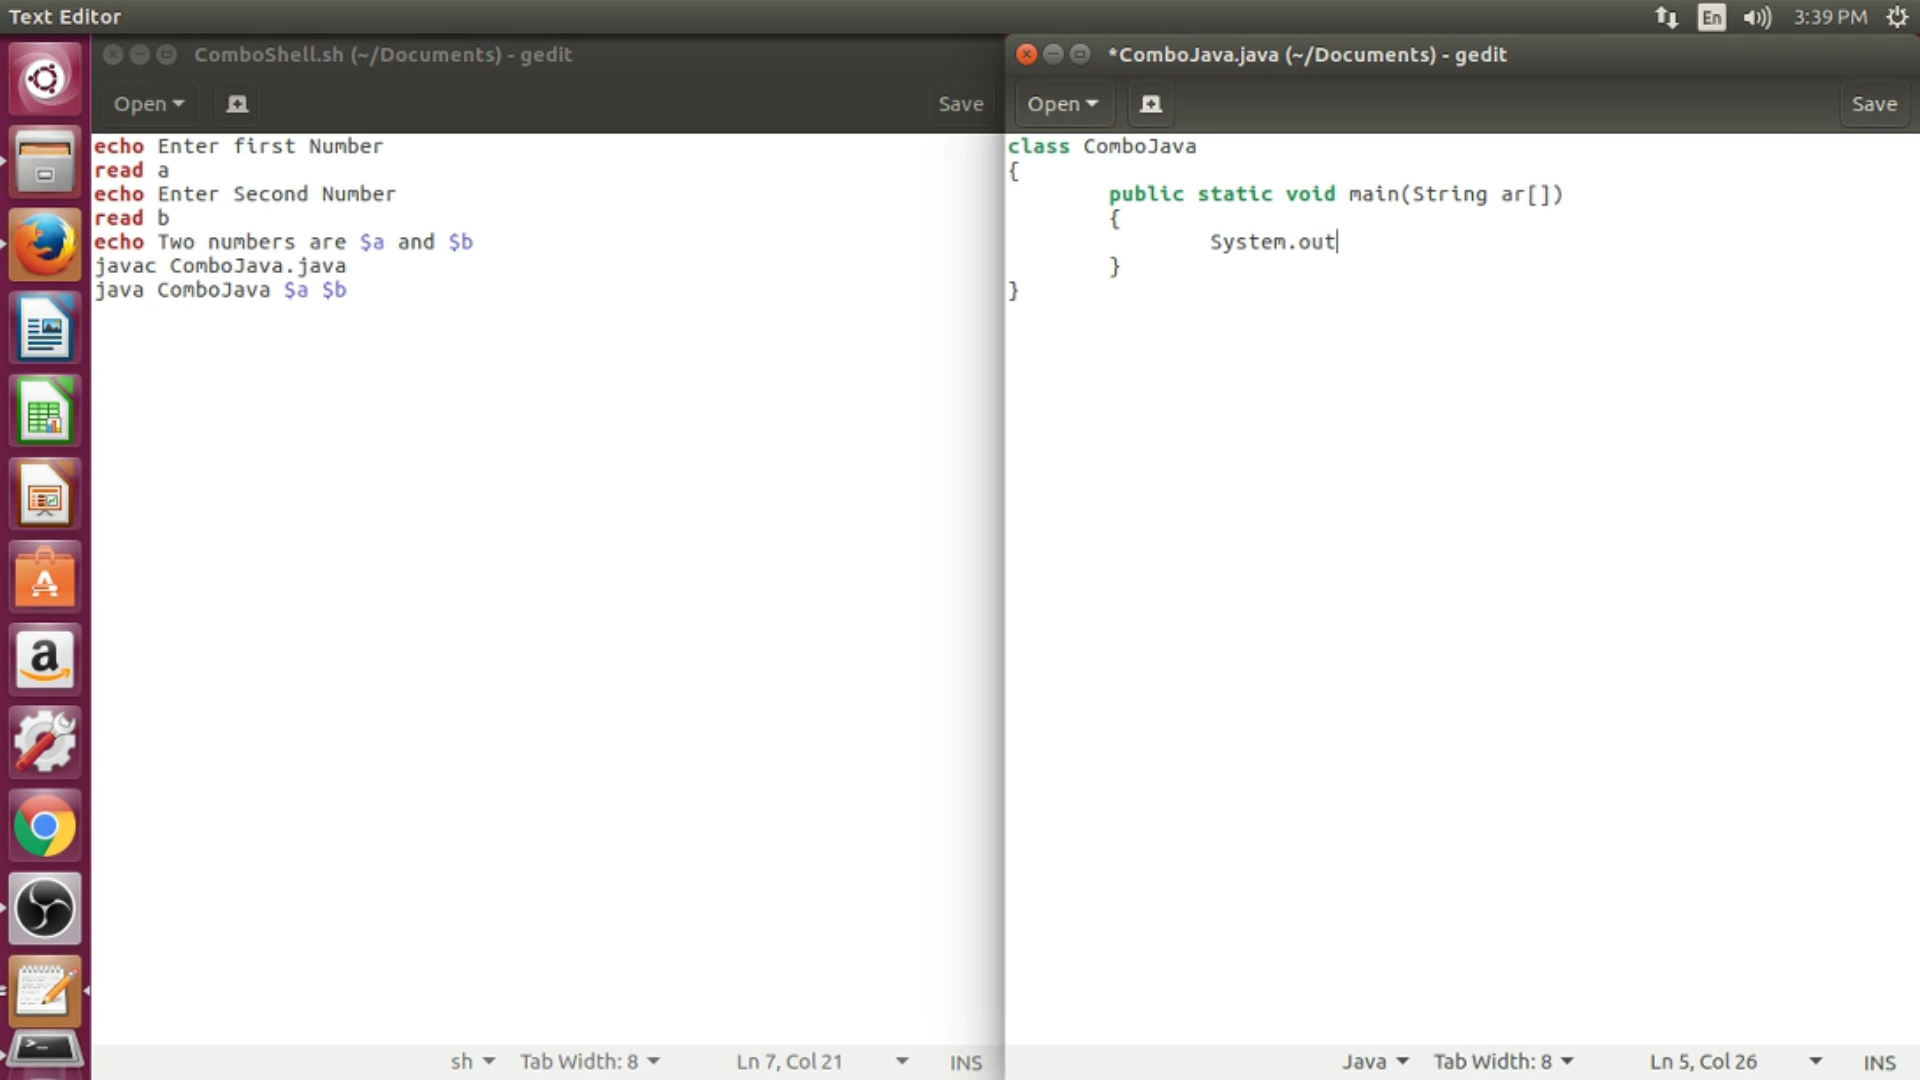 Text Editor
En
3:39 PM
ComboShell.sh (~/Documents) - gedit
Open
Save
echo Enter first Number
read a
echo Enter Second Number
read b
echo Two numbers are $a and $b
javac ComboJava.java
java ComboJava $a $b
sh
Tab Width: 8
Ln 7, Col 21
INS
*ComboJava.java (~/Documents) - gedit
Open
Save
class ComboJava
{
public static void main(String ar[])
{
System.out
}
}
Java
Tab Width: 8
Ln 5, Col 26
INS